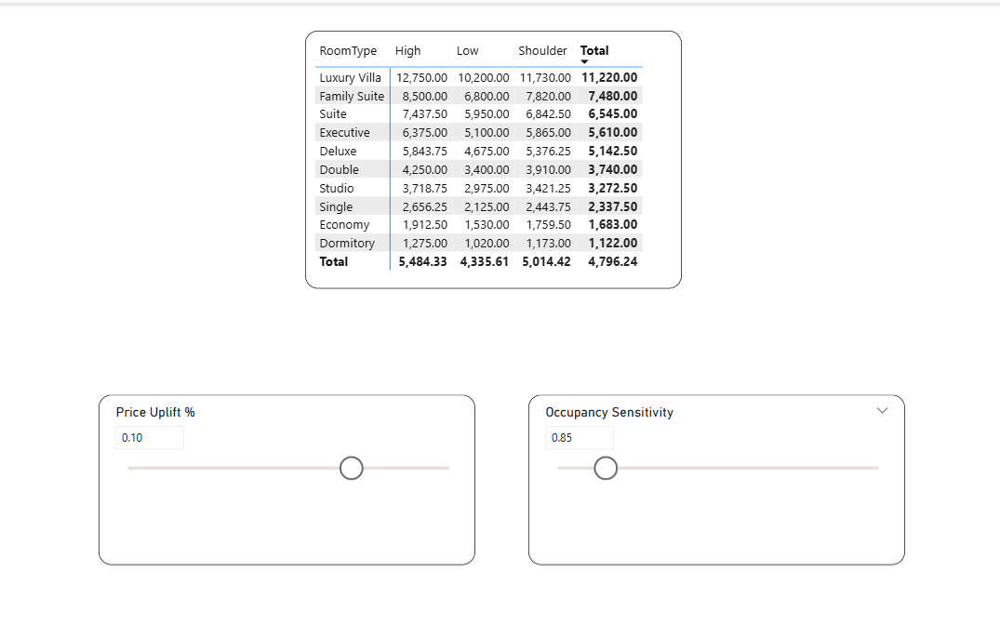 RoomType High Low Shoulder Total
Luxury Villa 12,750.00 10,200.00 11,730.00 11,220.00
Family Suite 8,500.00 6,800.00 7,820.00 7,480.00
Suite 7,437.50 5,950.00 6,842.50 6,545.00
Executive 6,375.00 5,100.00 5,865.00 5,610.00
Deluxe 5,843.75 4,675.00 5,376.25 5,142.50
Double 4,250.00 3,400.00 3,910.00 3,740.00
Studio 3,718.75 2,975.00 3,421.25 3,272.50
Single 2,656.25 2,125.00 2,443.75 2,337.50
Economy 1,912.50 1,530.00 1,759.50 1,683.00
Dormitory 1,275.00 1,020.00 1,173.00 1,122.00
Total 5,484.33 4,335.61 5,014.42 4,796.24
Price Uplift %
0.10
Occupancy Sensitivity
0.85